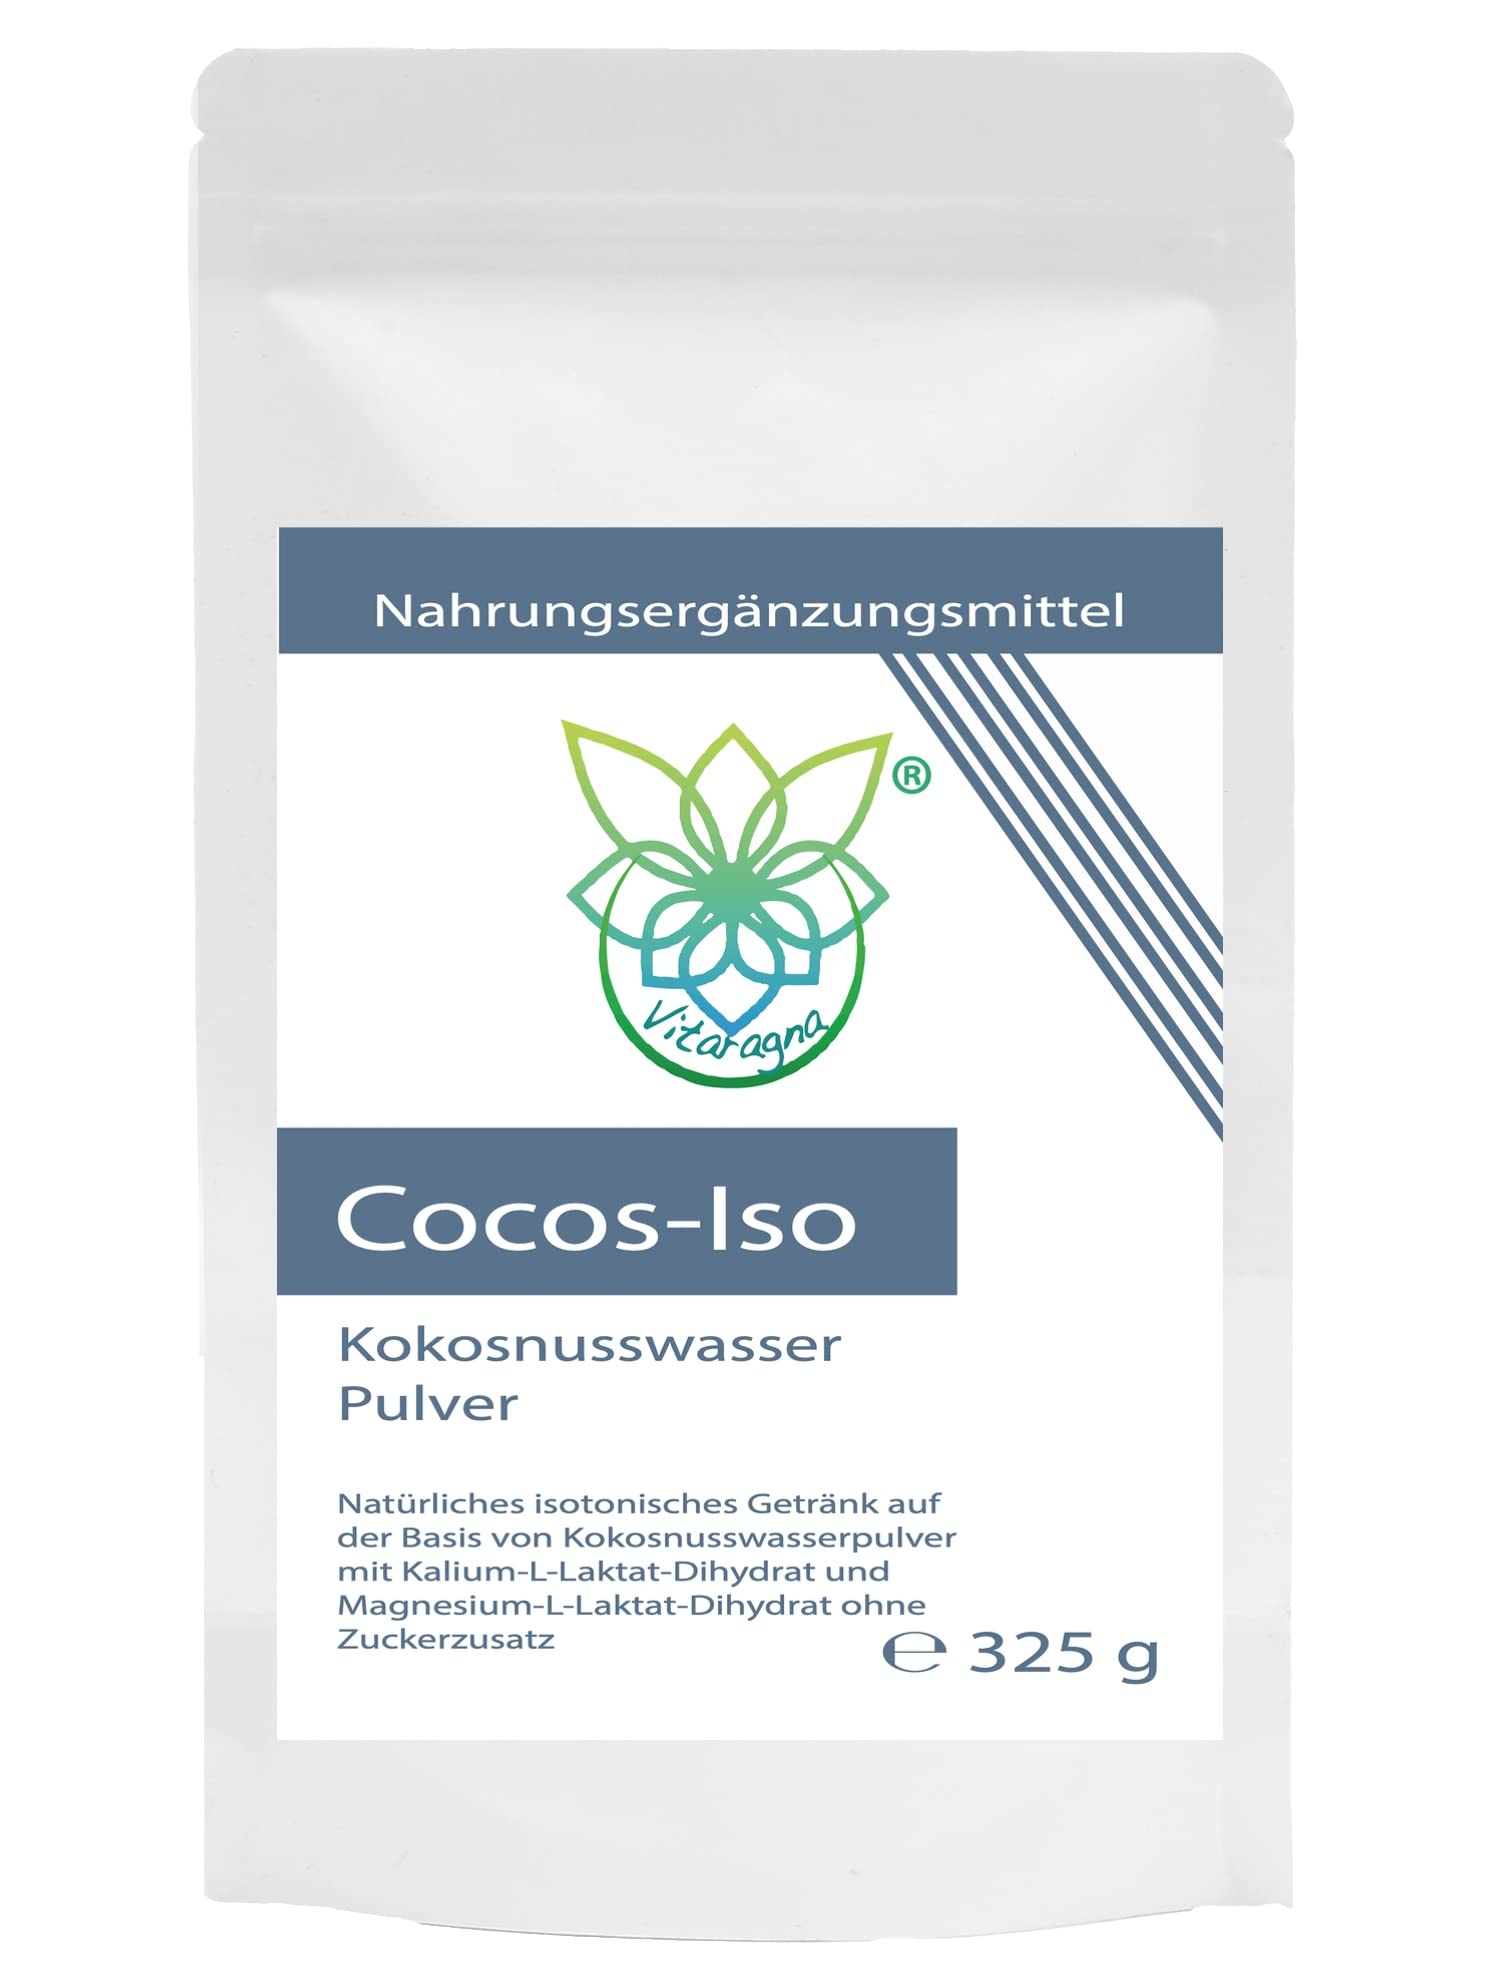 Nahrungsergänzungsmittel
®
Vitaragna
Cocos-Iso
Kokosnusswasser
Pulver
Natürliches isotonisches Getränk auf
der Basis von Kokosnusswasserpulver
mit Kalium-L-Laktat-Dihydrat und
Magnesium-L-Laktat-Dihydrat ohne
Zuckerzusatz
℮ 325 g